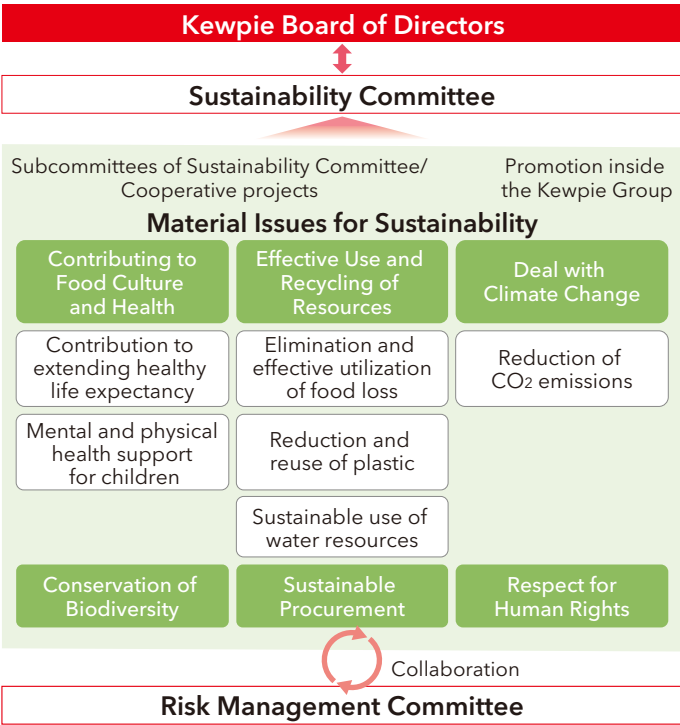 Kewpie Board of Directors
Sustainability Committee
Subcommittees of Sustainability Committee/
Cooperative projects
Promotion inside
the Kewpie Group
Material Issues for Sustainability
Contributing to
Food Culture
and Health
Effective Use and
Recycling of
Resources
Deal with
Climate Change
Contribution to
extending healthy
life expectancy
Elimination and
effective utilization
of food loss
Reduction of
CO2 emissions
Mental and physical
health support
for children
Reduction and
reuse of plastic
Sustainable use of
water resources
Conservation of
Biodiversity
Sustainable
Procurement
Respect for
Human Rights
Collaboration
Risk Management Committee